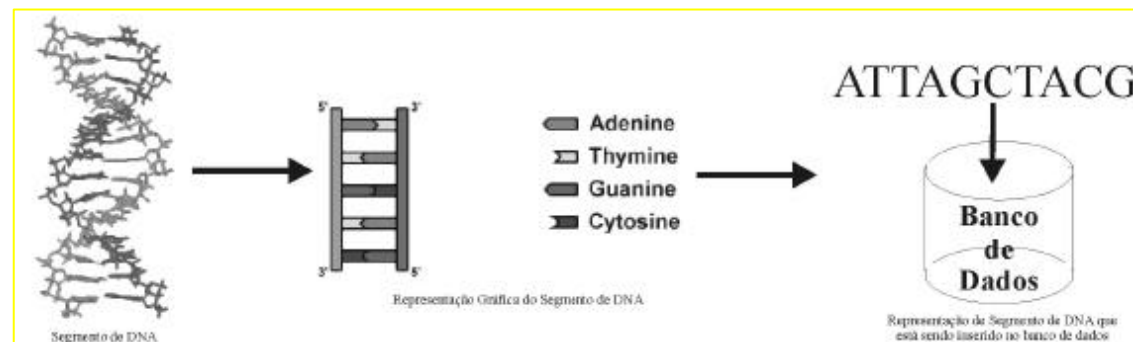 Segmento de DNA
5' 3'
3' 5'
Representação Gráfica do Segmento de DNA
Adenine
Thymine
Guanine
Cytosine
ATTAGCTACG
Banco
de
Dados
Representação de Segmento de DNA que
está sendo inserido no banco de dados